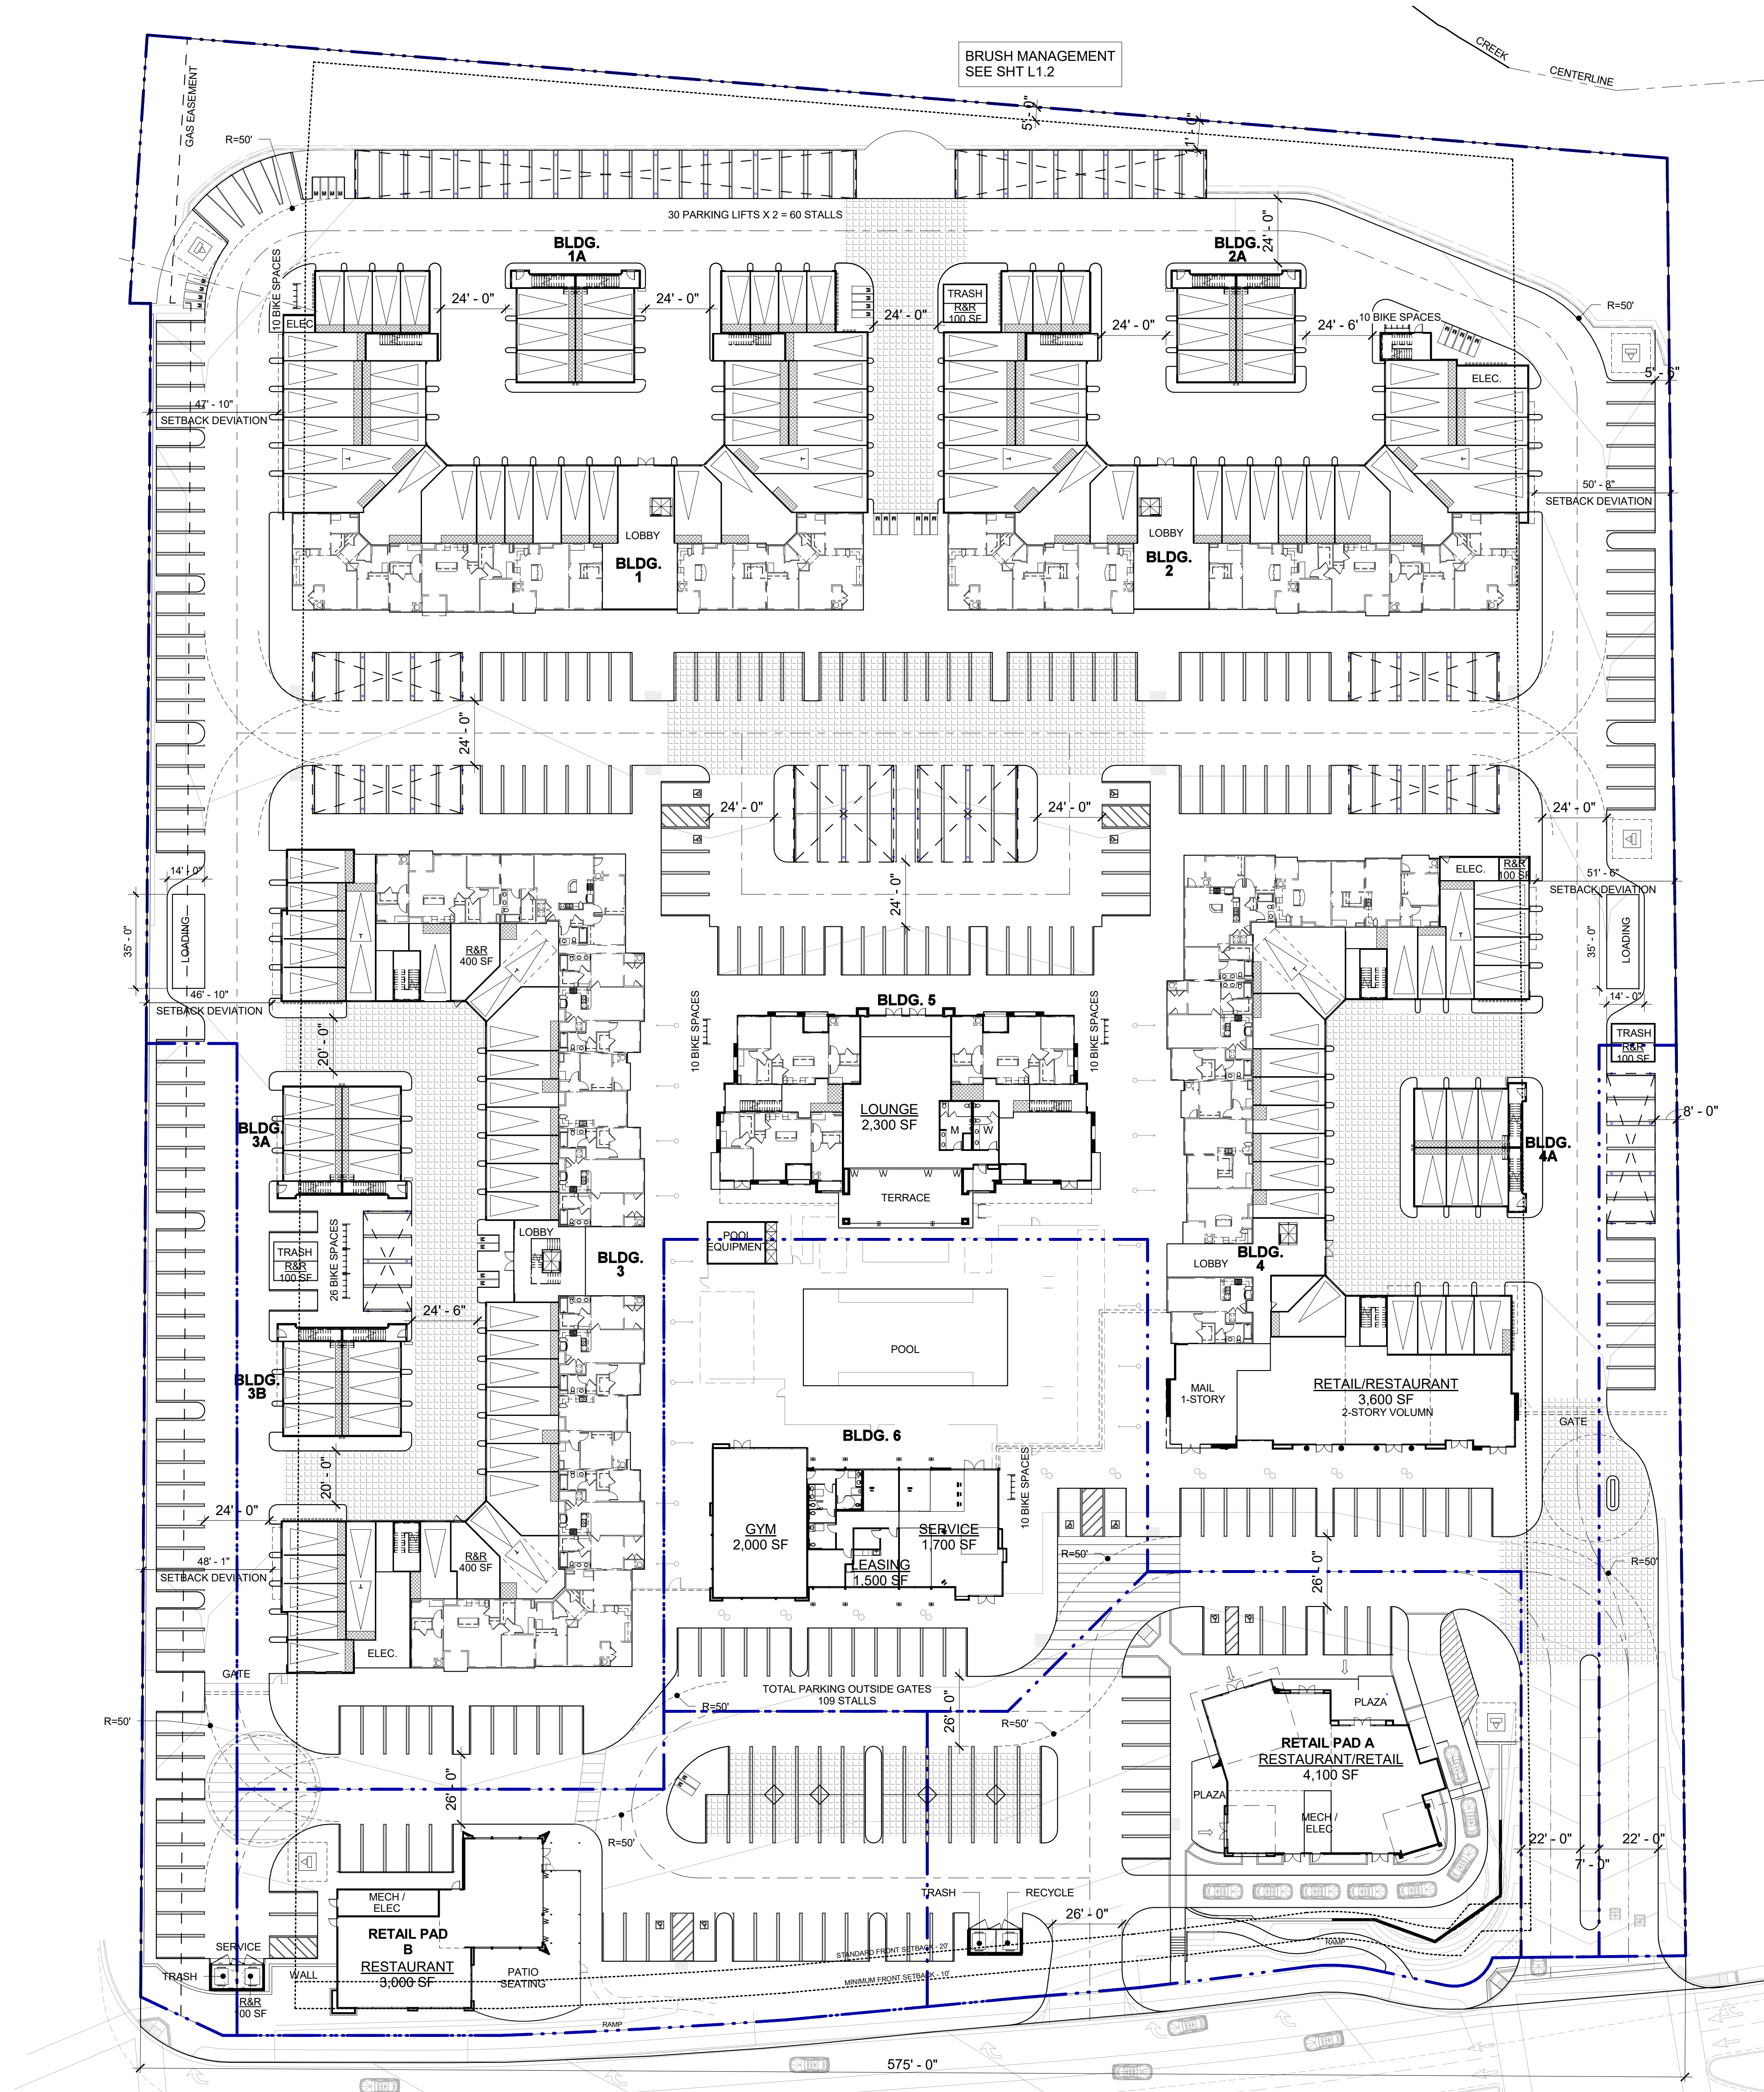 CREEK
CENTERLINE
BRUSH MANAGEMENT
SEE SHT L1.2
GAS EASEMENT
5' - 0"
11' - 0"
R=50'
M M M M
30 PARKING LIFTS X 2 = 60 STALLS
BLDG.
1A
BLDG.
2A
24' - 0"
10 BIKE SPACES
ELEC
24' - 0"
24' - 0"
24' - 0"
TRASH
R&R
100 SF
24' - 0"
24' - 6"
10 BIKE SPACES
R=50'
ELEC.
5' - 6"
47' - 10"
SETBACK DEVIATION
T
T
T
T
50' - 8"
SETBACK DEVIATION
LOBBY
BLDG.
1
LOBBY
BLDG.
2
M M M
M M M
24' - 0"
24' - 0"
24' - 0"
24' - 0"
24' - 0"
14' - 0"
35' - 0"
LOADING
T
R&R
400 SF
T
46' - 10"
SETBACK DEVIATION
20' - 0"
ELEC.
R&R
100 SF
51' - 6"
SETBACK DEVIATION
T
T
35' - 0"
LOADING
14' - 0"
TRASH
R&R
100 SF
8' - 0"
10 BIKE SPACES
BLDG. 5
10 BIKE SPACES
LOUNGE
2,300 SF
M
W
W
W
W
W
TERRACE
BLDG.
3A
BLDG.
4A
TRASH
R&R
100 SF
26 BIKE SPACES
LOBBY
BLDG.
3
24' - 6"
POOL
EQUIPMENT
LOBBY
BLDG.
4
POOL
BLDG.
3B
MAIL
1-STORY
RETAIL/RESTAURANT
3,600 SF
2-STORY VOLUMN
GATE
20' - 0"
24' - 0"
48' - 1"
SETBACK DEVIATION
T
R&R
400 SF
T
ELEC.
BLDG. 6
10 BIKE SPACES
GYM
2,000 SF
SERVICE
1,700 SF
LEASING
1,500 SF
R=50'
26' - 0"
R=50'
GATE
R=50'
TOTAL PARKING OUTSIDE GATES
109 STALLS
R=50'
26' - 0"
R=50'
PLAZA
RETAIL PAD A
RESTAURANT/RETAIL
4,100 SF
PLAZA
MECH /
ELEC
26' - 0"
R=50'
22' - 0"
7' - 0"
22' - 0"
MECH /
ELEC
RETAIL PAD
B
RESTAURANT
3,000 SF
W
W
W
W
PATIO
SEATING
TRASH
RECYCLE
26' - 0"
STANDARD FRONT SETBACK - 20'
MINIMUM FRONT SETBACK - 10'
RAMP
SERVICE
TRASH
WALL
R&R
100 SF
RAMP
575' - 0"